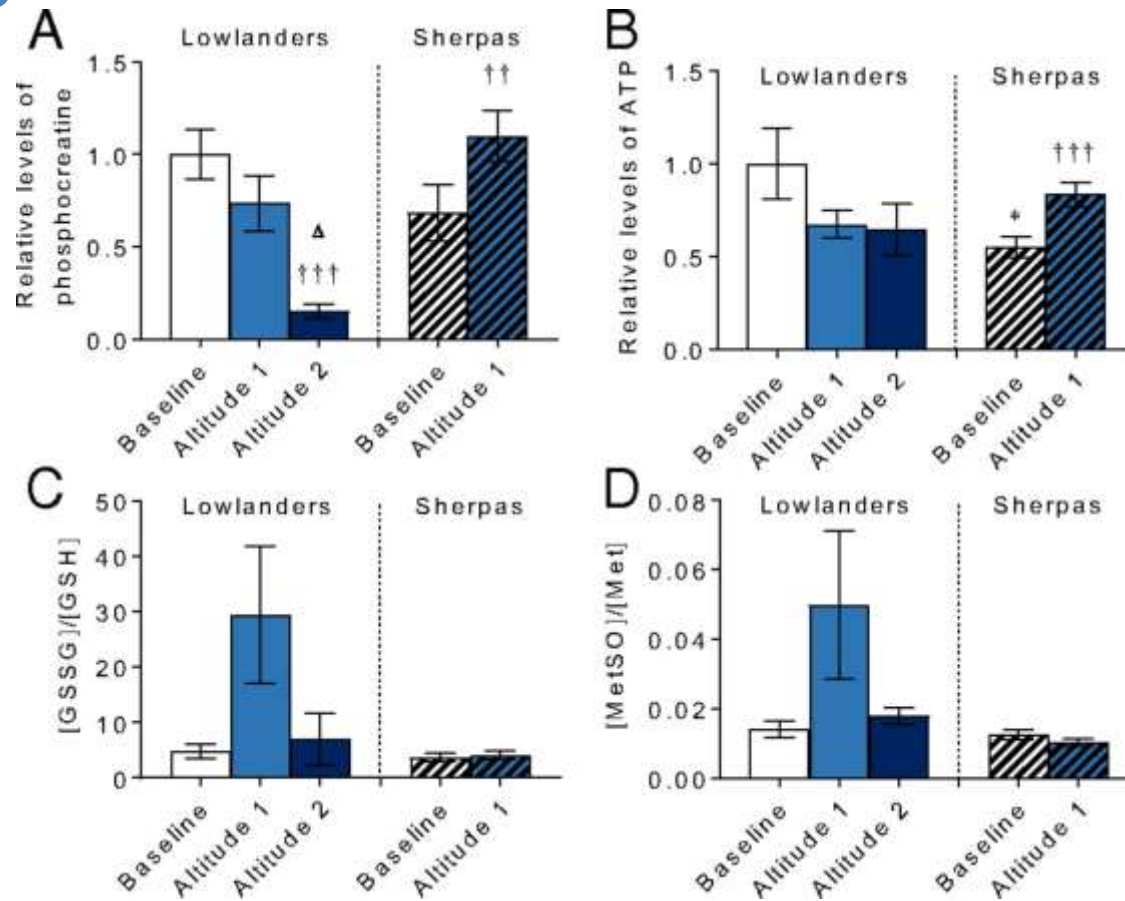 A
Lowlanders
Sherpas
Relative levels of
phosphocreatine
1.5
1.0
0.5
0.0
Δ
†††
††
Baseline
Altitude 1
Altitude 2
Baseline
Altitude 1
B
Lowlanders
Sherpas
Relative levels of ATP
1.5
1.0
0.5
0.0
*
†††
Baseline
Altitude 1
Altitude 2
Baseline
Altitude 1
C
Lowlanders
Sherpas
[GSSG]/[GSH]
50
40
30
20
10
0
Baseline
Altitude 1
Altitude 2
Baseline
Altitude 1
D
Lowlanders
Sherpas
[MetSO]/[Met]
0.08
0.06
0.04
0.02
0.00
Baseline
Altitude 1
Altitude 2
Baseline
Altitude 1